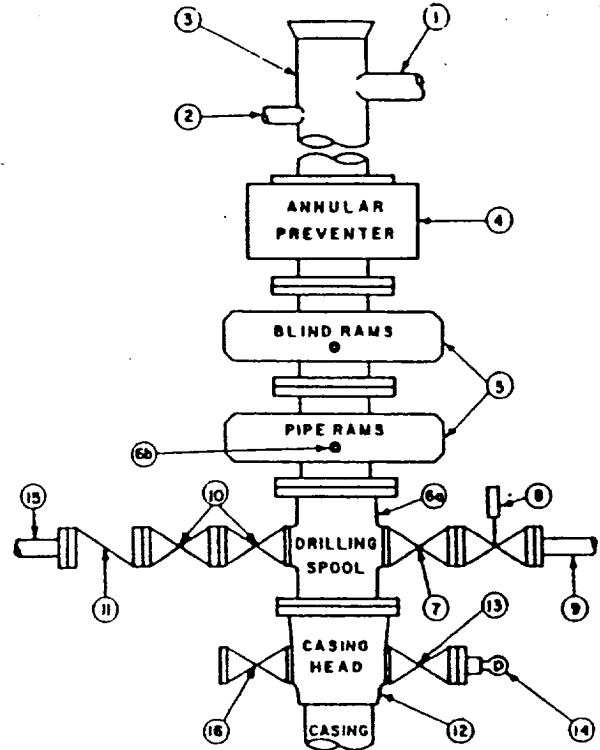 3
1
2
ANNULAR
PREVENTER
4
BLIND RAMS
5
PIPE RAMS
6b
15
10
6a
8
DRILLING
SPOOL
11
7
9
13
CASING
HEAD
16
12
14
CASING